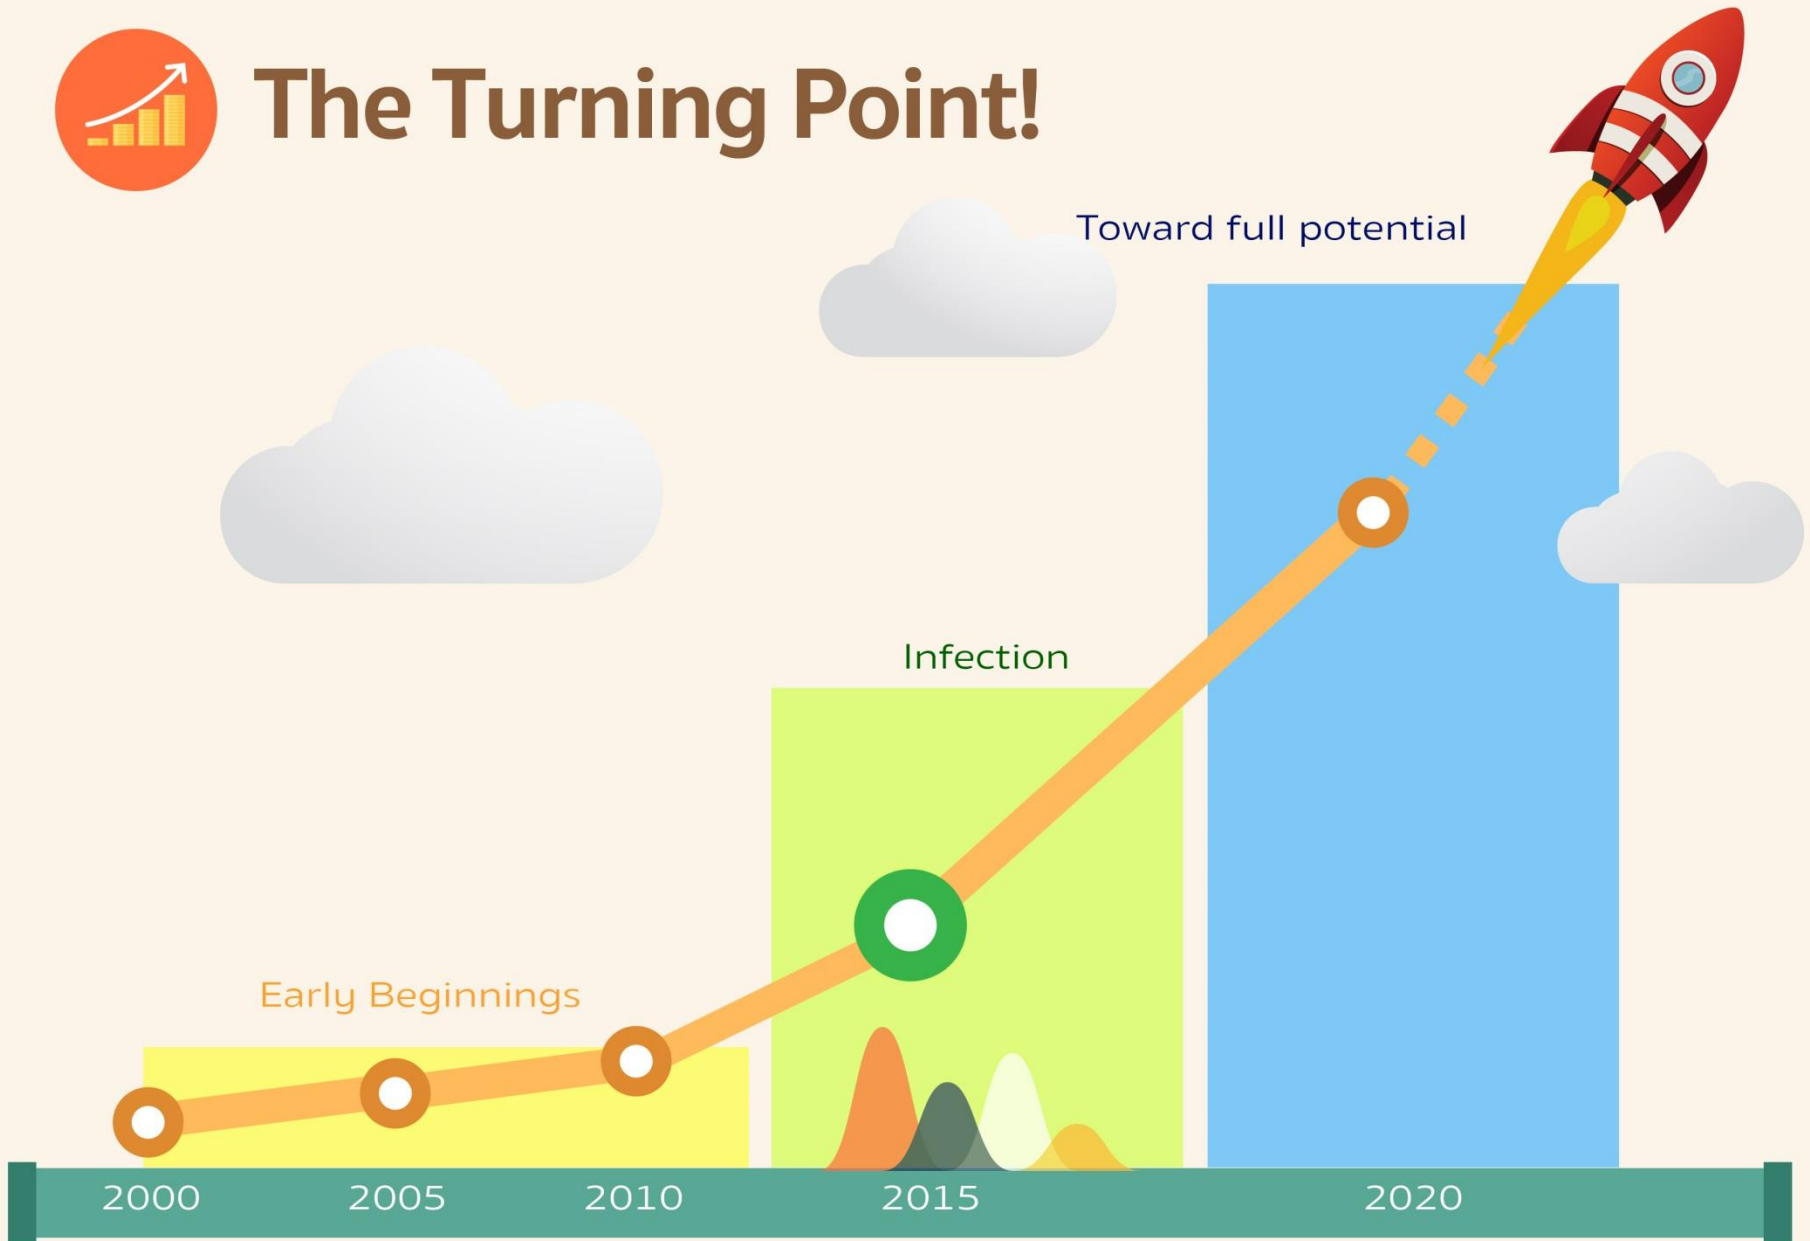 The Turning Point!
Toward full potential
Infection
Early Beginnings
2000 2005 2010 2015 2020